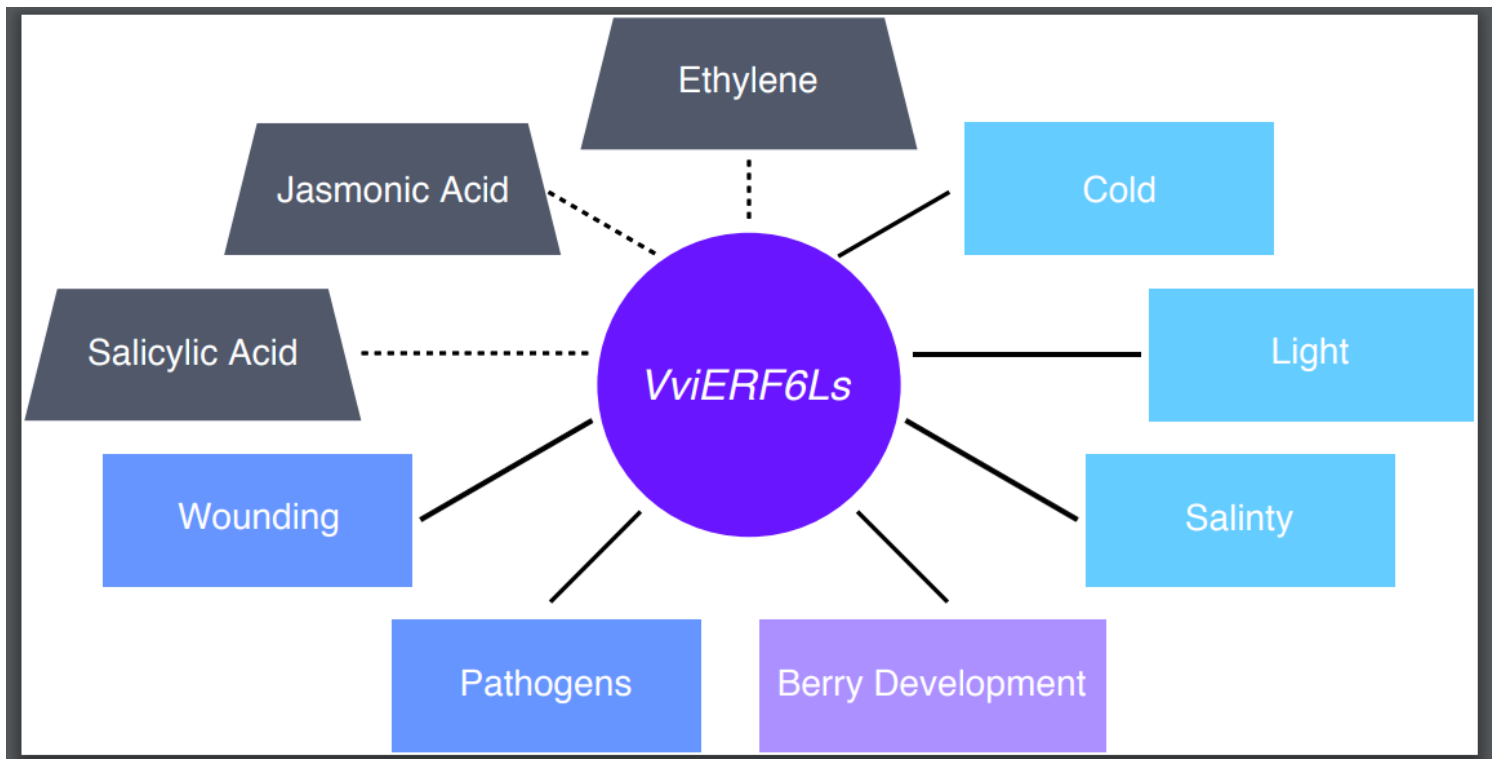 Ethylene
Jasmonic Acid
Cold
Salicylic Acid
Light
VviERF6Ls
Wounding
Salinty
Pathogens
Berry Development